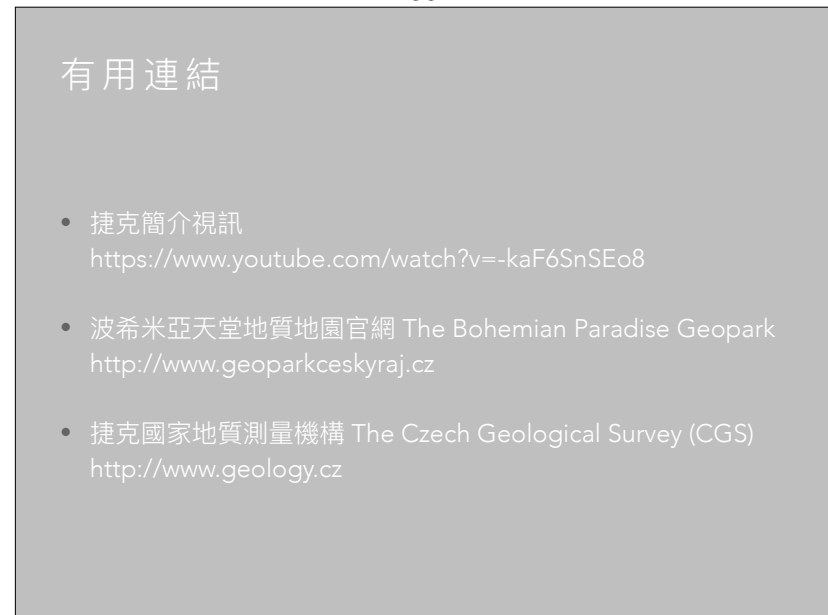 有用連結
• 捷克簡介視訊
https://www.youtube.com/watch?v=-kaF6SnSEo8
• 波希米亞天堂地質地園官網 The Bohemian Paradise Geopark
http://www.geoparkceskyraj.cz
• 捷克國家地質測量機構 The Czech Geological Survey (CGS)
http://www.geology.cz